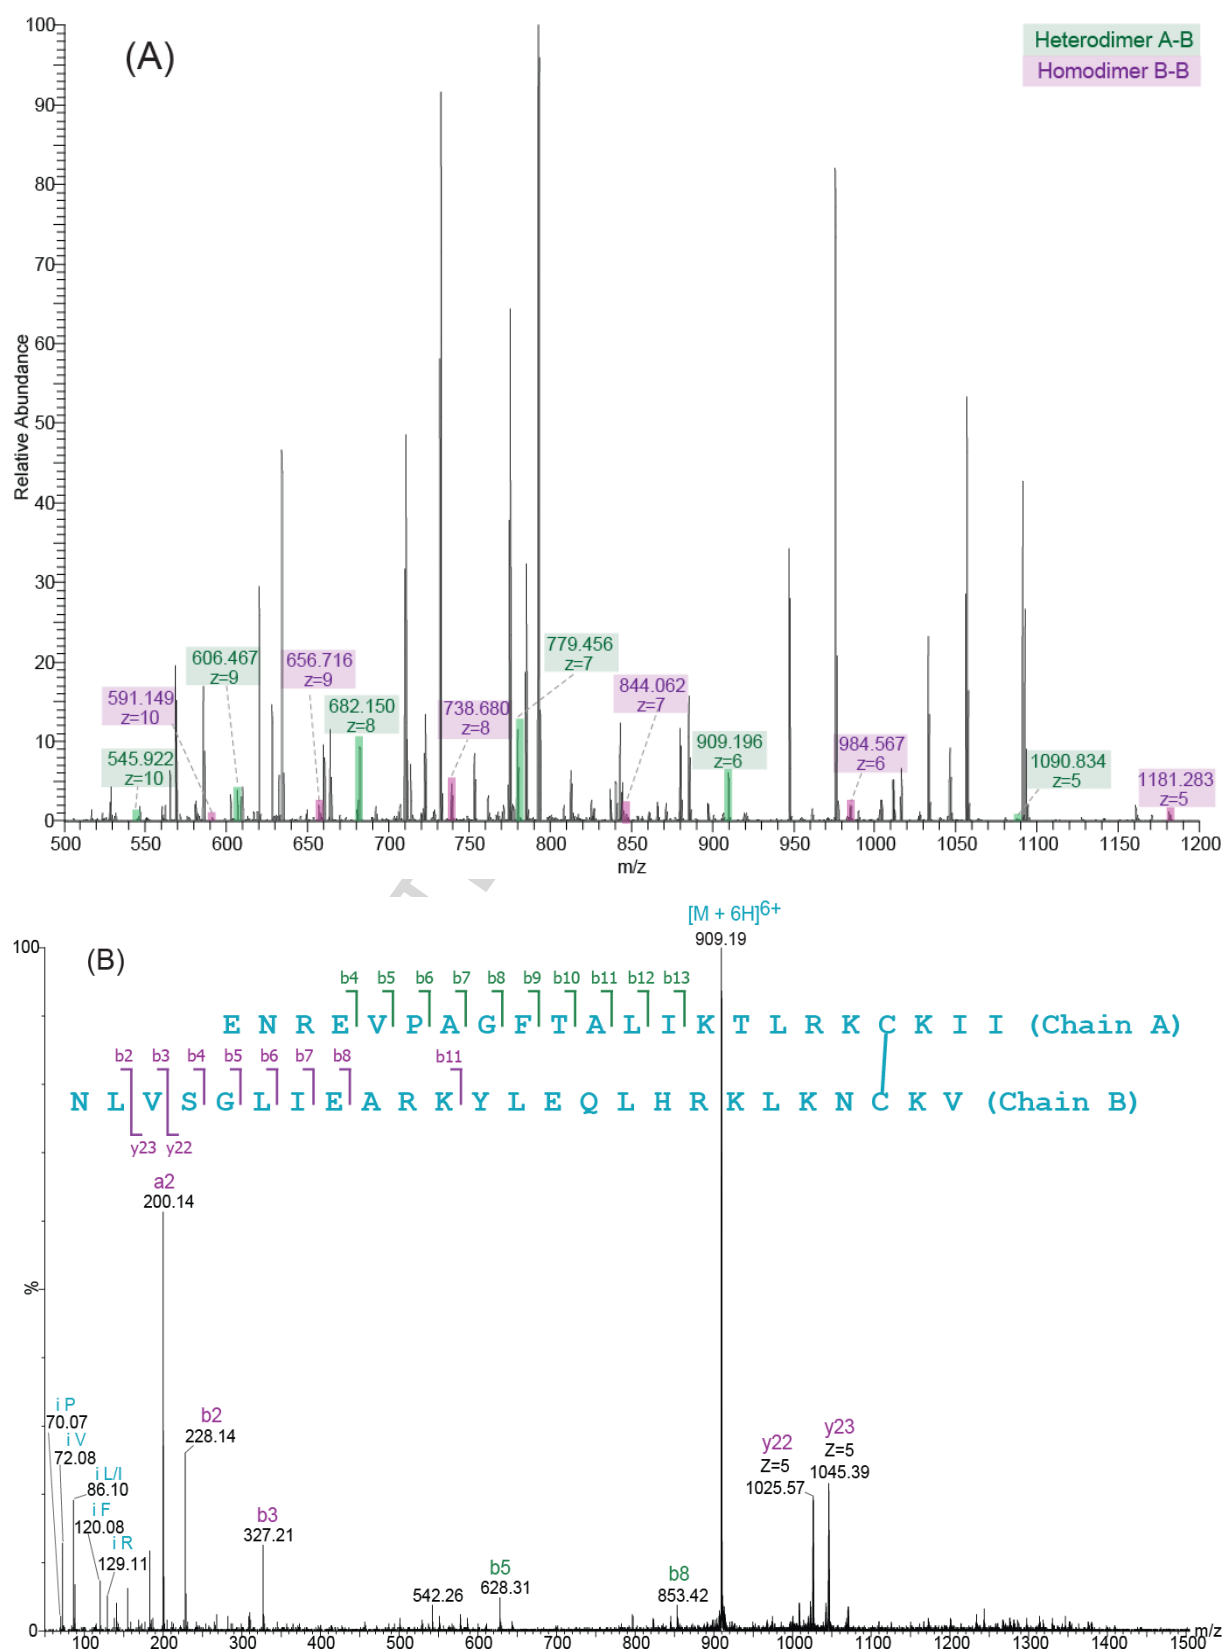 (A)
Heterodimer A-B
Homodimer B-B
Relative Abundance
100
90
80
70
60
50
40
30
20
10
0
591.149
z=10
545.922
z=10
606.467
z=9
656.716
z=9
682.150
z=8
738.680
z=8
779.456
z=7
844.062
z=7
909.196
z=6
984.567
z=6
1090.834
z=5
1181.283
z=5
500 550 600 650 700 750 800 850 900 950 1000 1050 1100 1150 1200
m/z
(B)
[M + 6H]6+
909.19
100
%
b4 b5 b6 b7 b8 b9 b10 b11 b12 b13
E N R E V P A G F T A L I K T L R K C K I I (Chain A)
b2 b3 b4 b5 b6 b7 b8 b11
N L V S G L I E A R K Y L E Q L H R K L K N C K V (Chain B)
y23 y22
a2
200.14
i P
70.07
i V
72.08
i L/I
86.10
i F
120.08
i R
129.11
b2
228.14
b3
327.21
542.26
b5
628.31
b8
853.42
y22
Z=5
1025.57
y23
Z=5
1045.39
0
100 200 300 400 500 600 700 800 900 1000 1100 1200 1300 1400 1500 m/z